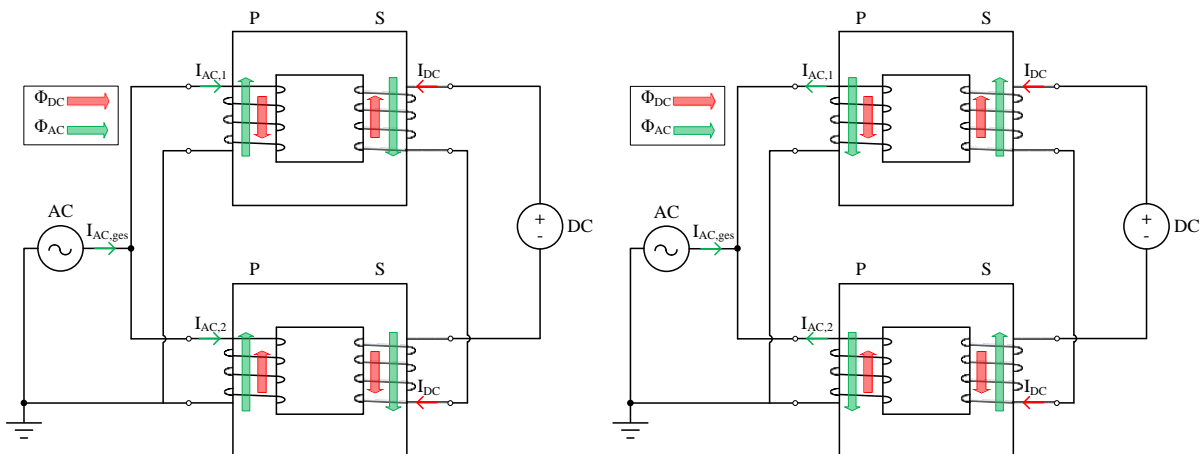 P S
I_AC,1 I_DC
Φ_DC
Φ_AC
AC
I_AC,ges
+
-
DC
P S
I_AC,2
I_DC
P S
I_AC,1 I_DC
Φ_DC
Φ_AC
AC
I_AC,ges
+
-
DC
P S
I_AC,2
I_DC